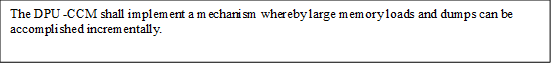 The DPU-CCM shall implement a mechanism whereby large memory loads and dumps can be
accomplished incrementally.